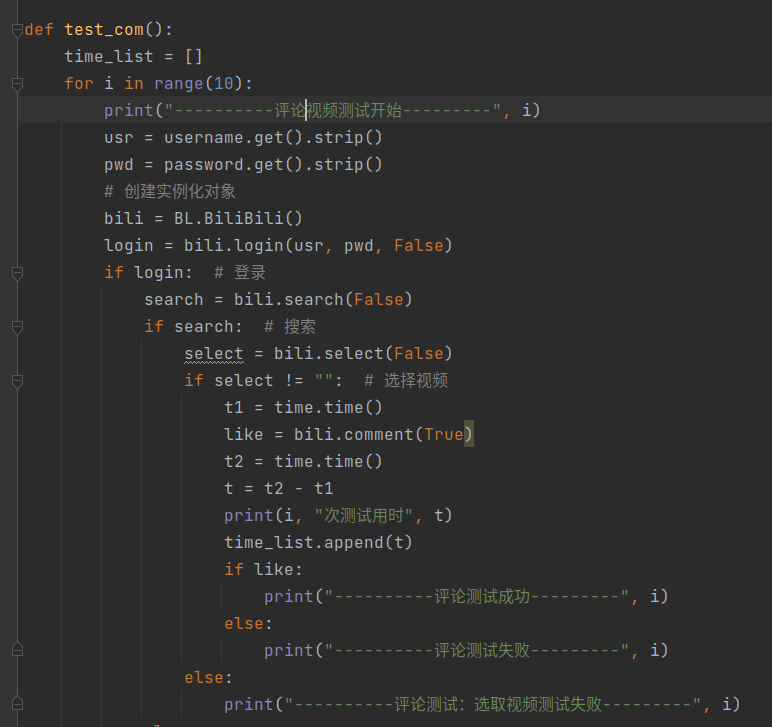 def test_com():
    time_list = []
    for i in range(10):
        print("----------评论视频测试开始---------", i)
        usr = username.get().strip()
        pwd = password.get().strip()
        # 创建实例化对象
        bili = BL.BiliBili()
        login = bili.login(usr, pwd, False)
        if login:  # 登录
            search = bili.search(False)
            if search:  # 搜索
                select = bili.select(False)
                if select != "":  # 选择视频
                    t1 = time.time()
                    like = bili.comment(True)
                    t2 = time.time()
                    t = t2 - t1
                    print(i, "次测试用时", t)
                    time_list.append(t)
                    if like:
                        print("----------评论测试成功---------", i)
                    else:
                        print("----------评论测试失败---------", i)
                else:
                    print("----------评论测试：选取视频测试失败---------", i)